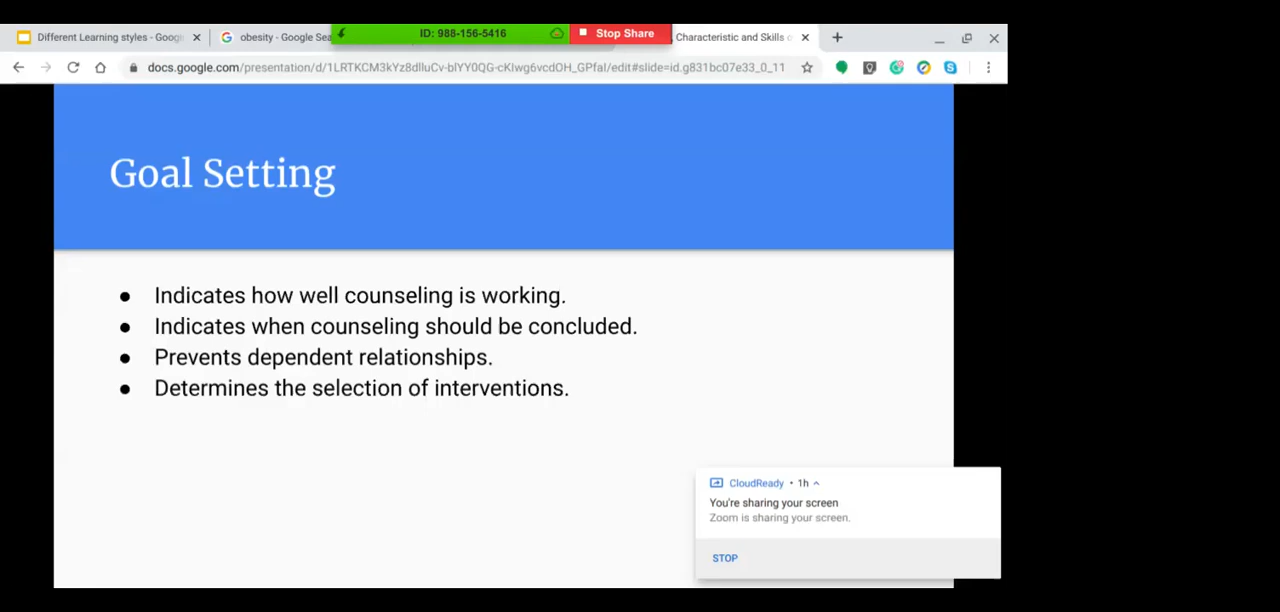 Different Learning styles - Goog
obesity - Google Sea
ID: 988-156-5416
Stop Share
Characteristic and Skills o
docs.google.com/presentation/d/1LRTKCM3kYz8dlluCv-blYY0QG-cKIwg6vcdOH_GPfaI/edit#slide=id.g831bc07e33_0_11
Goal Setting
● Indicates how well counseling is working.
● Indicates when counseling should be concluded.
● Prevents dependent relationships.
● Determines the selection of interventions.
CloudReady • 1h
You're sharing your screen
Zoom is sharing your screen.
STOP